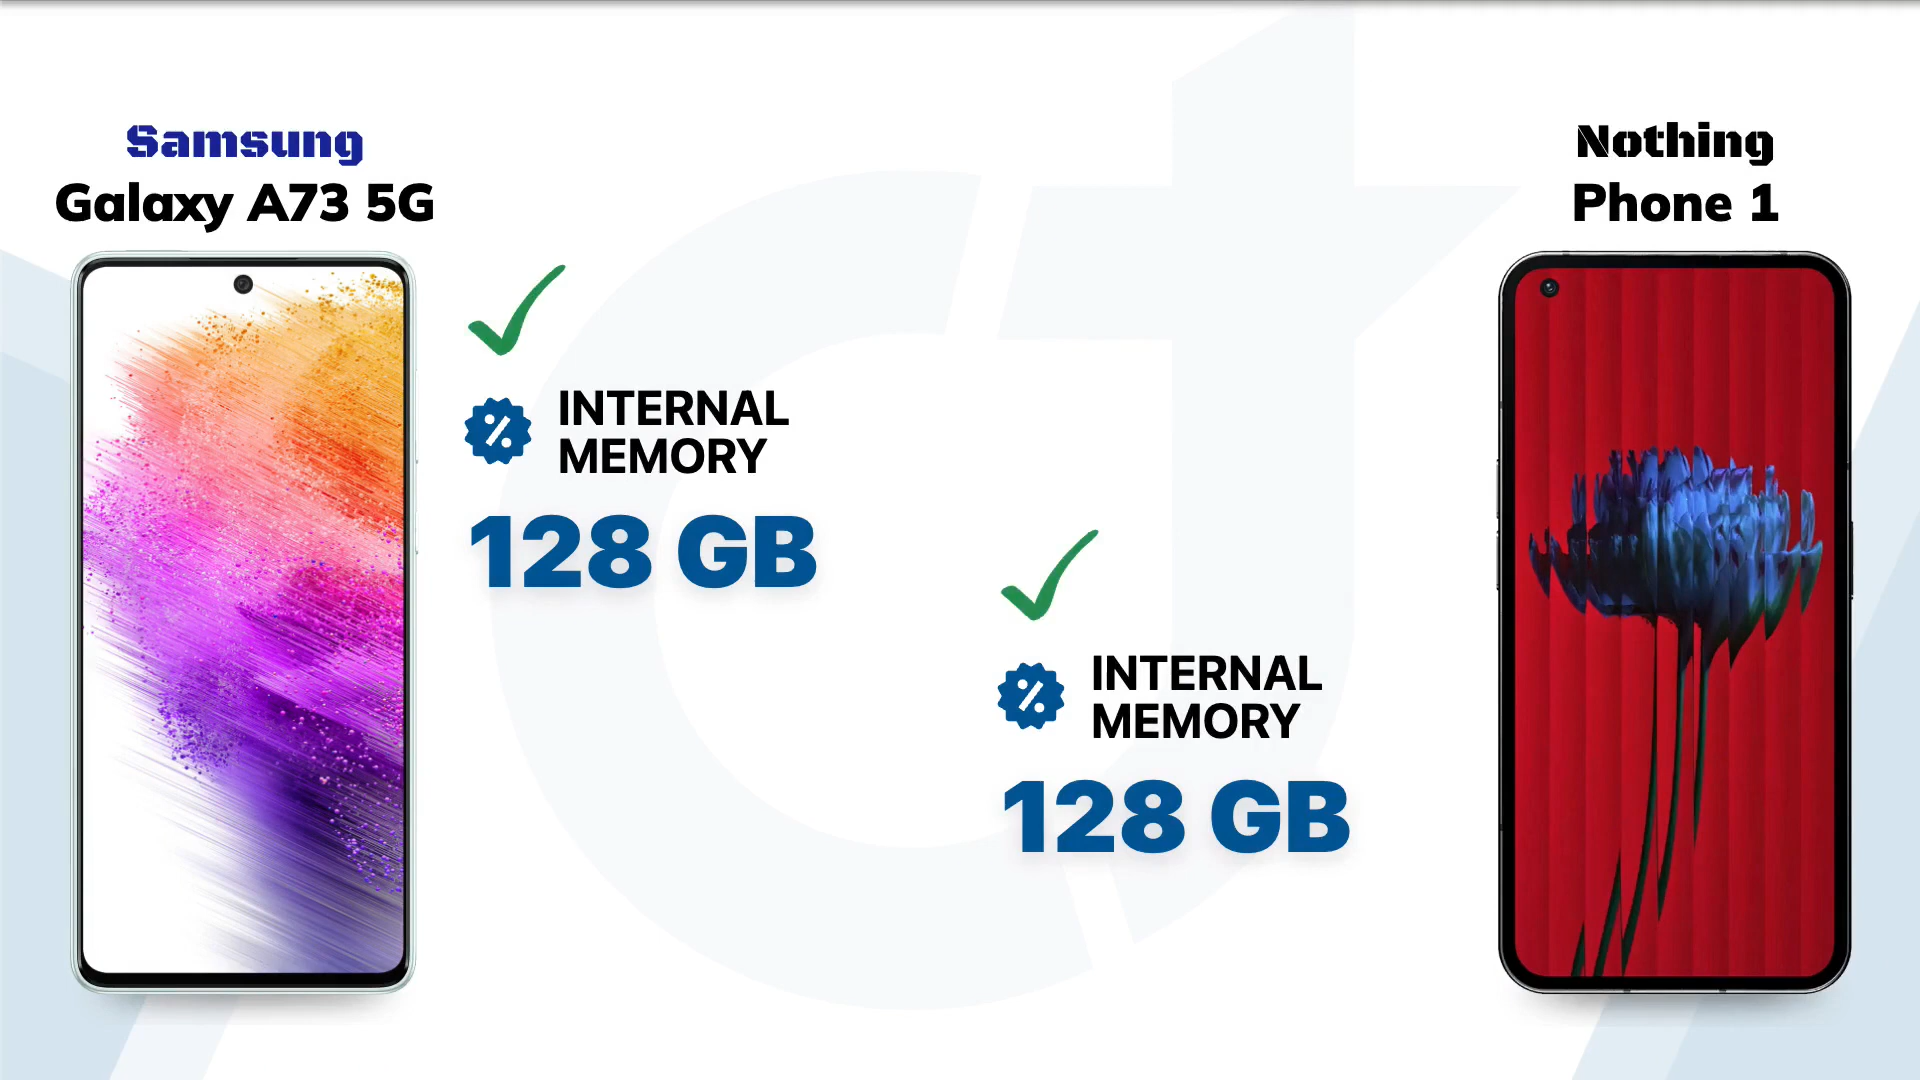 Samsung
Galaxy A73 5G
INTERNAL
MEMORY
128 GB
Nothing
Phone 1
INTERNAL
MEMORY
128 GB